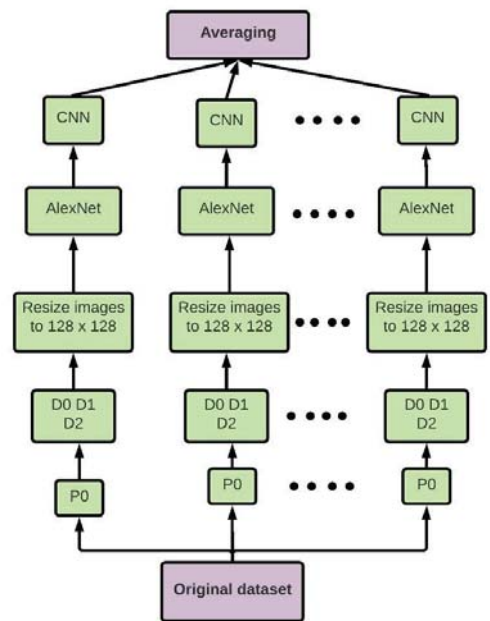 Averaging
CNN
CNN
CNN
AlexNet
AlexNet
AlexNet
Resize images
to 128 x 128
Resize images
to 128 x 128
Resize images
to 128 x 128
D0 D1
D2
D0 D1
D2
D0 D1
D2
P0
P0
P0
Original dataset